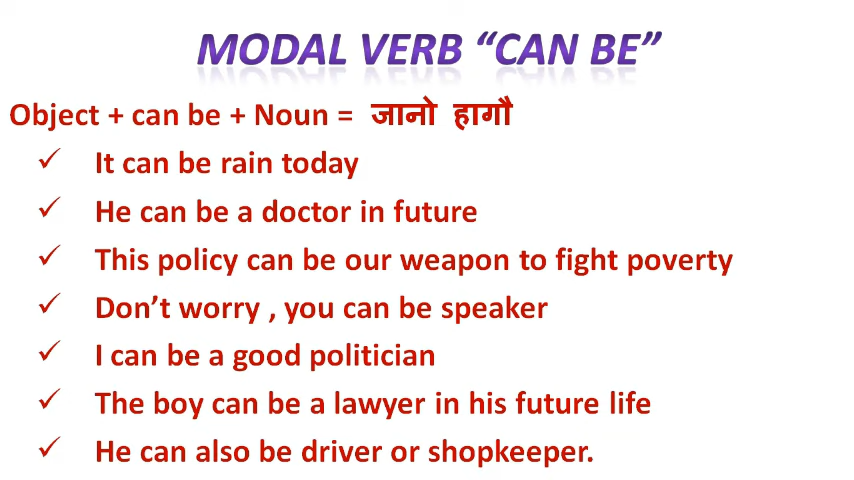 MODAL VERB “CAN BE”
Object + can be + Noun = जानो हागौ
✓ It can be rain today
✓ He can be a doctor in future
✓ This policy can be our weapon to fight poverty
✓ Don’t worry , you can be speaker
✓ I can be a good politician
✓ The boy can be a lawyer in his future life
✓ He can also be driver or shopkeeper.